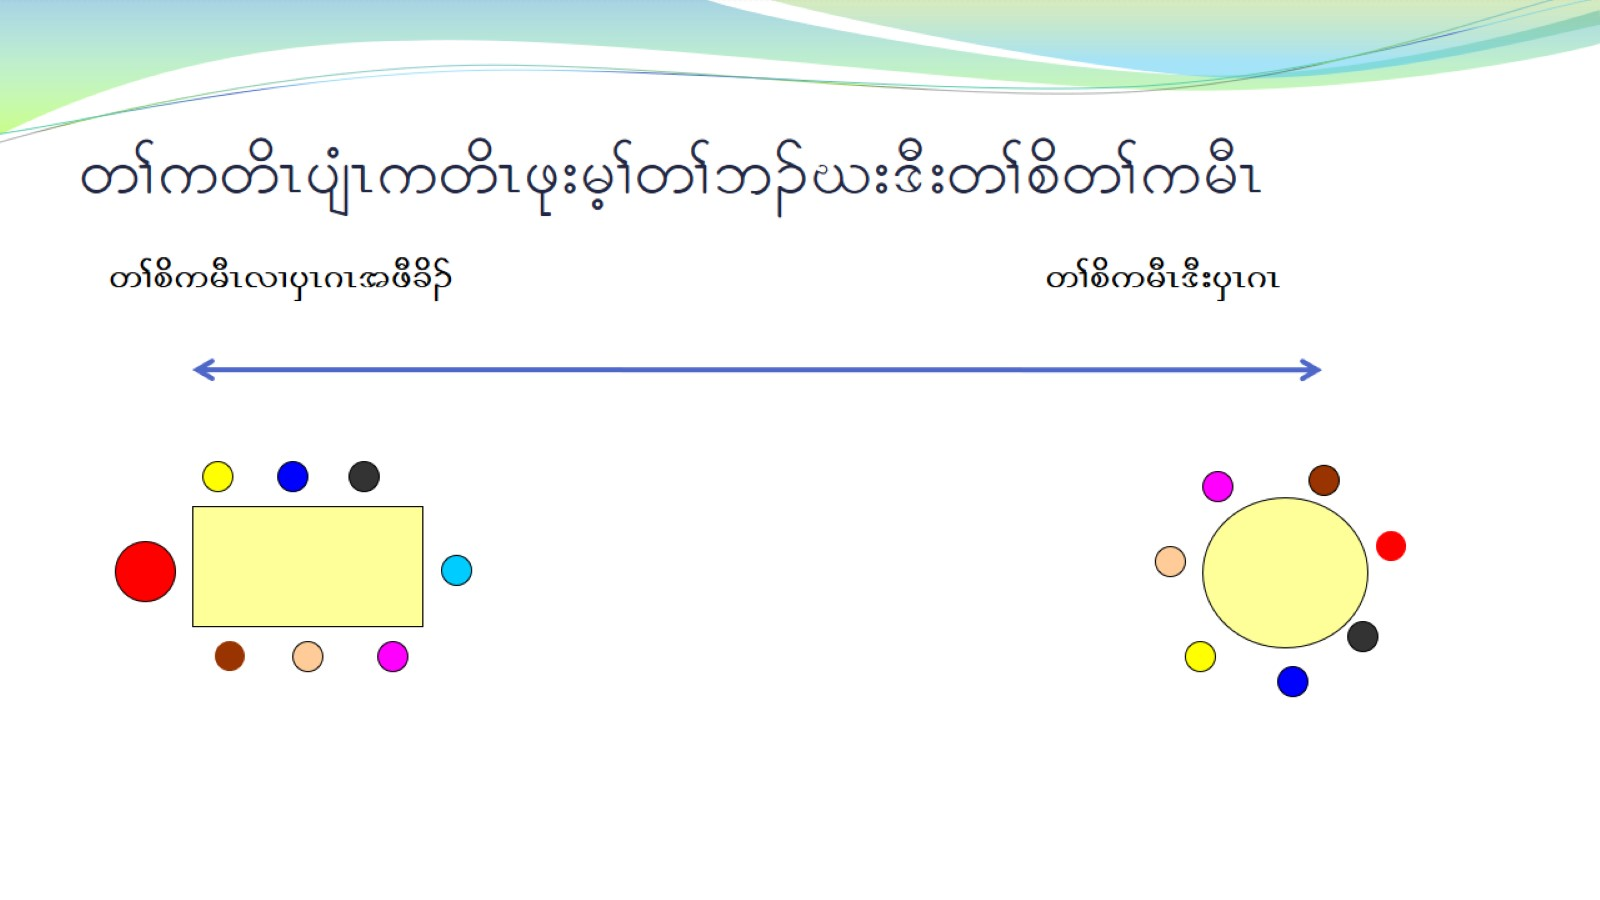 တၢ်ကတိၤပျံၤကတိၤဖုးမ့ၢ်တၢ်ဘၣ်ဃးဒီးတၢ်စိတၢ်ကမီၤ
တၢ်စိကမီၤလၢပှၤဂၤအဖီခိၣ်
တၢ်စိကမီၤဒီးပှၤဂၤ